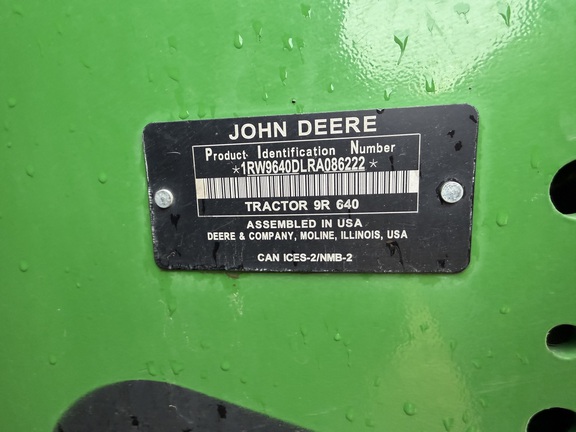 JOHN DEERE
Product Identification Number
*1RW9640DLRA086222*
TRACTOR 9R 640
ASSEMBLED IN USA
DEERE & COMPANY, MOLINE, ILLINOIS, USA
CAN ICES-2/NMB-2